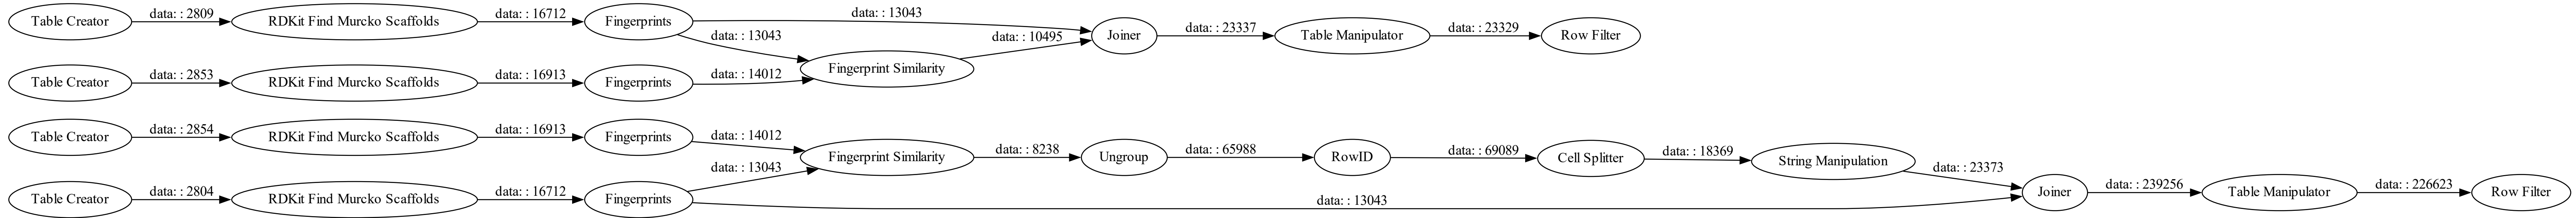 Table Creator
data: : 2809
RDKit Find Murcko Scaffolds
data: : 16712
Fingerprints
data: : 13043
data: : 13043
data: : 10495
Joiner
data: : 23337
Table Manipulator
data: : 23329
Row Filter
Table Creator
data: : 2853
RDKit Find Murcko Scaffolds
data: : 16913
Fingerprints
data: : 14012
Fingerprint Similarity
Table Creator
data: : 2854
RDKit Find Murcko Scaffolds
data: : 16913
Fingerprints
data: : 14012
Fingerprint Similarity
data: : 8238
Ungroup
data: : 65988
RowID
data: : 69089
Cell Splitter
data: : 18369
String Manipulation
data: : 23373
Table Creator
data: : 2804
RDKit Find Murcko Scaffolds
data: : 16712
Fingerprints
data: : 13043
data: : 13043
Joiner
data: : 239256
Table Manipulator
data: : 226623
Row Filter